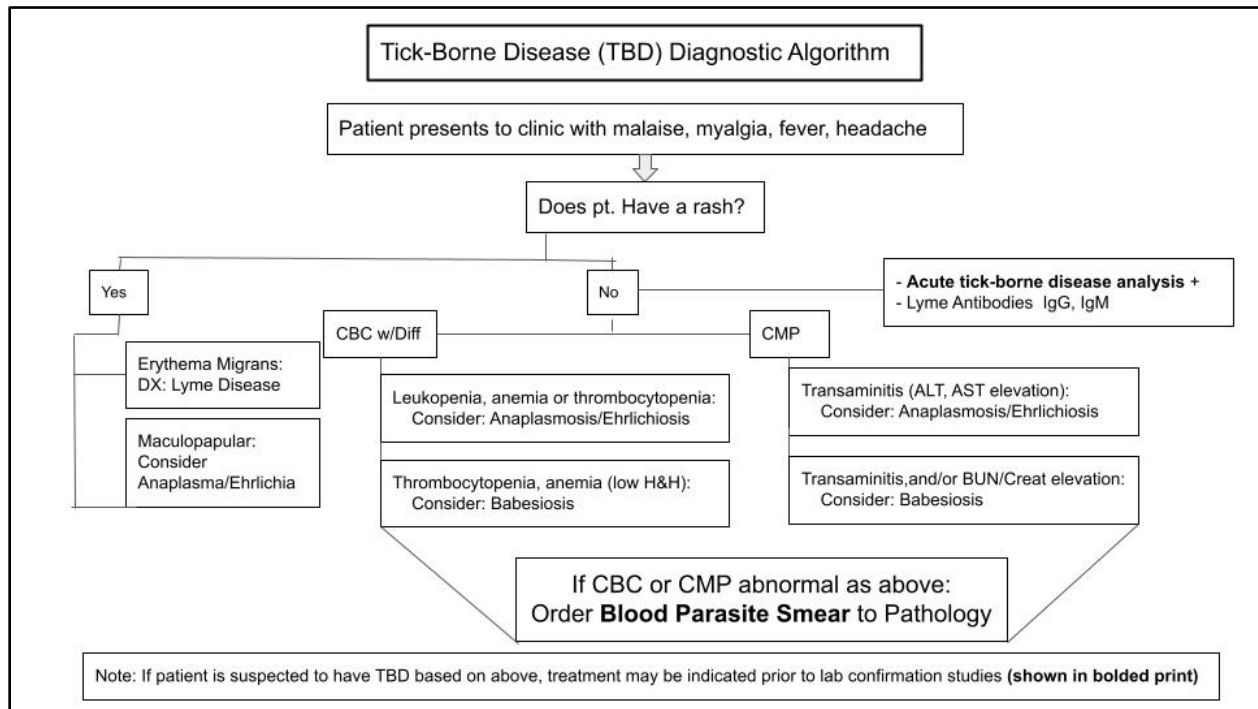 Tick-Borne Disease (TBD) Diagnostic Algorithm
Patient presents to clinic with malaise, myalgia, fever, headache
Does pt. Have a rash?
Yes
No
- Acute tick-borne disease analysis +
- Lyme Antibodies IgG, IgM
CBC w/Diff
CMP
Erythema Migrans:
DX: Lyme Disease
Maculopapular:
Consider
Anaplasma/Ehrlichia
Leukopenia, anemia or thrombocytopenia:
Consider: Anaplasmosis/Ehrlichiosis
Thrombocytopenia, anemia (low H&H):
Consider: Babesiosis
Transaminitis (ALT, AST elevation):
Consider: Anaplasmosis/Ehrlichiosis
Transaminitis,and/or BUN/Creat elevation:
Consider: Babesiosis
If CBC or CMP abnormal as above:
Order Blood Parasite Smear to Pathology
Note: If patient is suspected to have TBD based on above, treatment may be indicated prior to lab confirmation studies (shown in bolded print)